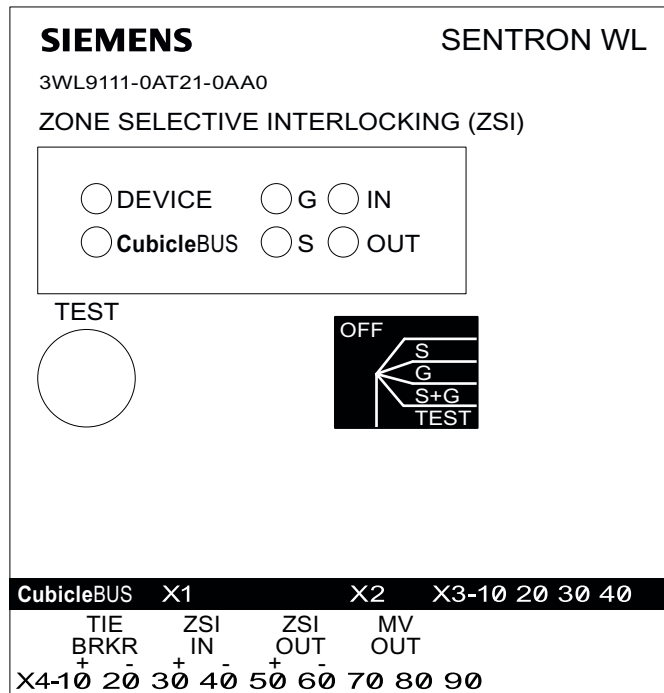 SIEMENS SENTRON WL
3WL9111-0AT21-0AA0
ZONE SELECTIVE INTERLOCKING (ZSI)
DEVICE G IN
CubicleBUS S OUT
TEST
OFF
S
G
S+G
TEST
CubicleBUS X1 X2 X3-10 20 30 40
TIE ZSI ZSI MV
BRKR IN OUT OUT
+ - + - + -
X4-10 20 30 40 50 60 70 80 90